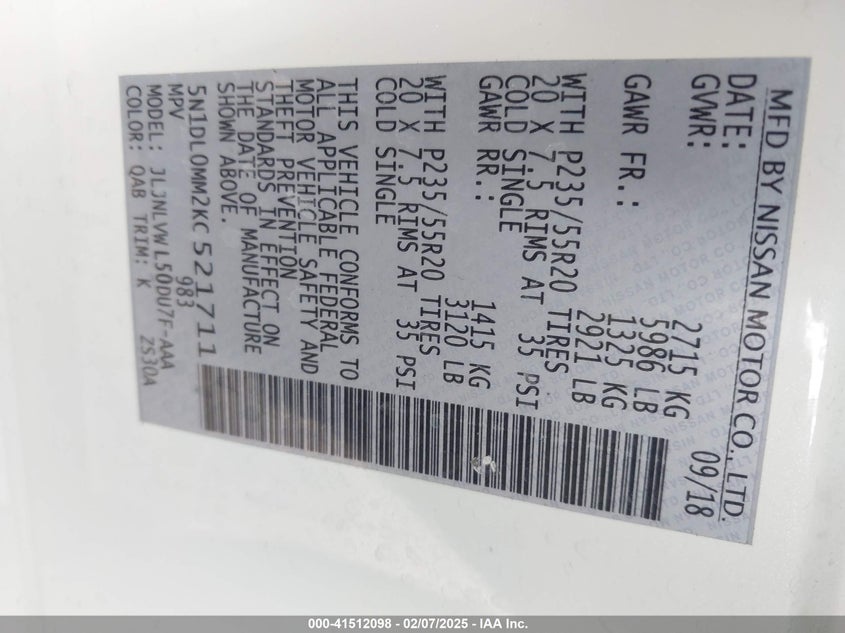 MFD BY NISSAN MOTOR CO., LTD.
DATE: 09/18
GVWR: 2715 KG
5986 LB
GAWR FR.: 1325 KG
2921 LB
WITH P235/55R20 TIRES
20 X 7.5 RIMS AT 35 PSI
COLD SINGLE
GAWR RR.: 1415 KG
3120 LB
WITH P235/55R20 TIRES
20 X 7.5 RIMS AT 35 PSI
COLD SINGLE
THIS VEHICLE CONFORMS TO
ALL APPLICABLE FEDERAL
MOTOR VEHICLE SAFETY AND
THEFT PREVENTION
STANDARDS IN EFFECT ON
THE DATE OF MANUFACTURE
SHOWN ABOVE.
5N1DL0MM2KC521711
MPV 983
MODEL: JLJNLVWL50DU7F-AAA
COLOR: QAB TRIM: K ZS30A
000-41512098 - 02/07/2025 - IAA Inc.